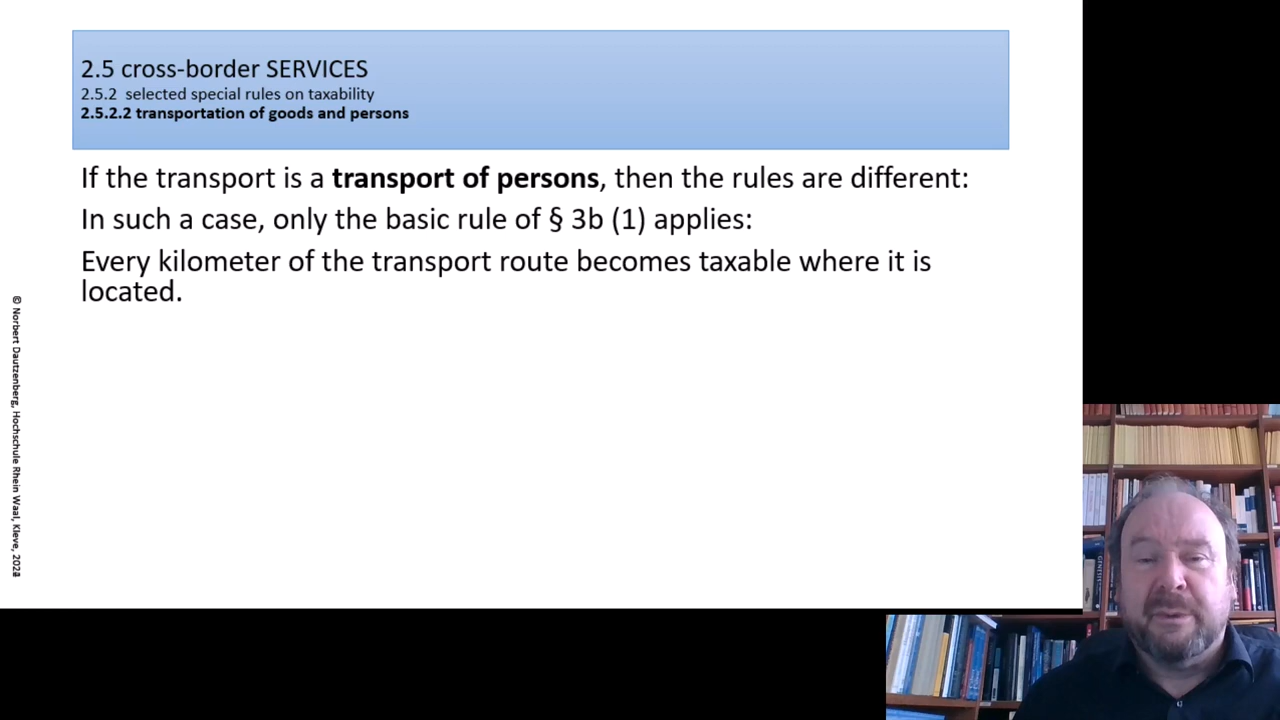 2.5 cross-border SERVICES
2.5.2 selected special rules on taxability
2.5.2.2 transportation of goods and persons
If the transport is a transport of persons, then the rules are different:
In such a case, only the basic rule of § 3b (1) applies:
Every kilometer of the transport route becomes taxable where it is
located.
© Norbert Dautzenberg, Hochschule Rhein Waal, Kleve,